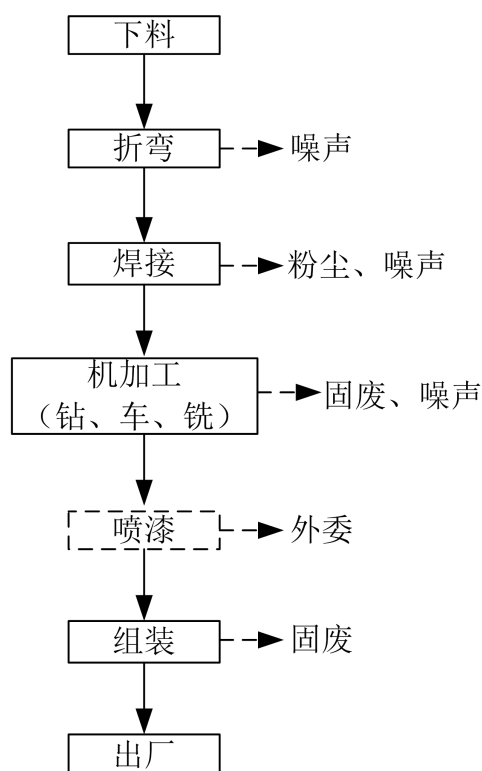 下料
折弯
噪声
焊接
粉尘、噪声
机加工
（钻、车、铣）
固废、噪声
喷漆
外委
组装
固废
出厂